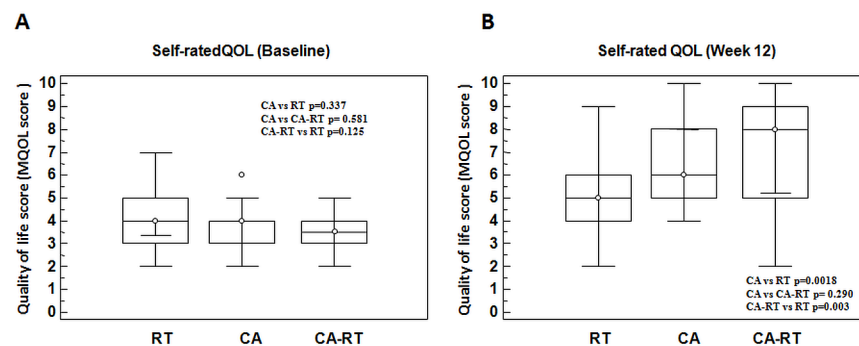 A
Self-ratedQOL (Baseline)
Quality of life score (MQOL score )
10
9
8
7
6
5
4
3
2
1
0
CA vs RT p=0.337
CA vs CA-RT p= 0.581
CA-RT vs RT p=0.125
RT CA CA-RT
B
Self-rated QOL (Week 12)
Quality of life score (MQOL score )
10
9
8
7
6
5
4
3
2
1
0
CA vs RT p=0.0018
CA vs CA-RT p= 0.290
CA-RT vs RT p=0.003
RT CA CA-RT